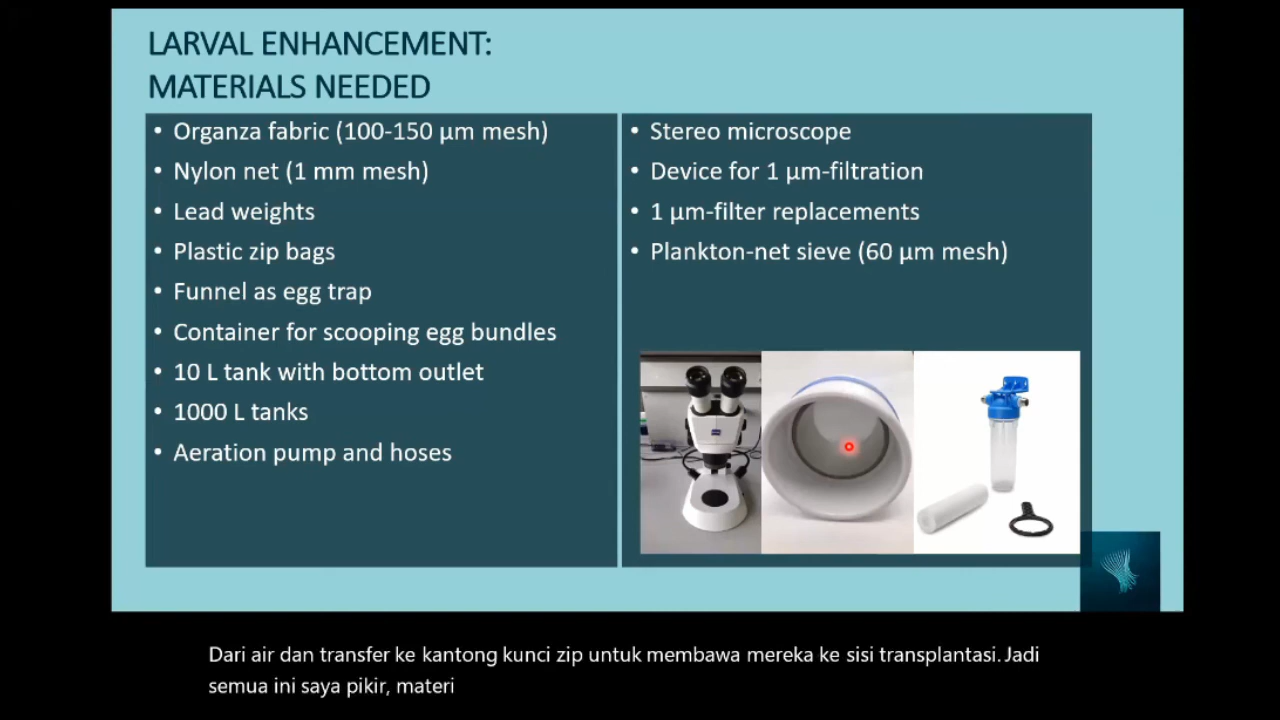 LARVAL ENHANCEMENT:
MATERIALS NEEDED
• Organza fabric (100-150 µm mesh)
• Nylon net (1 mm mesh)
• Lead weights
• Plastic zip bags
• Funnel as egg trap
• Container for scooping egg bundles
• 10 L tank with bottom outlet
• 1000 L tanks
• Aeration pump and hoses
• Stereo microscope
• Device for 1 µm-filtration
• 1 µm-filter replacements
• Plankton-net sieve (60 µm mesh)
Dari air dan transfer ke kantong kunci zip untuk membawa mereka ke sisi transplantasi. Jadi
semua ini saya pikir, materi